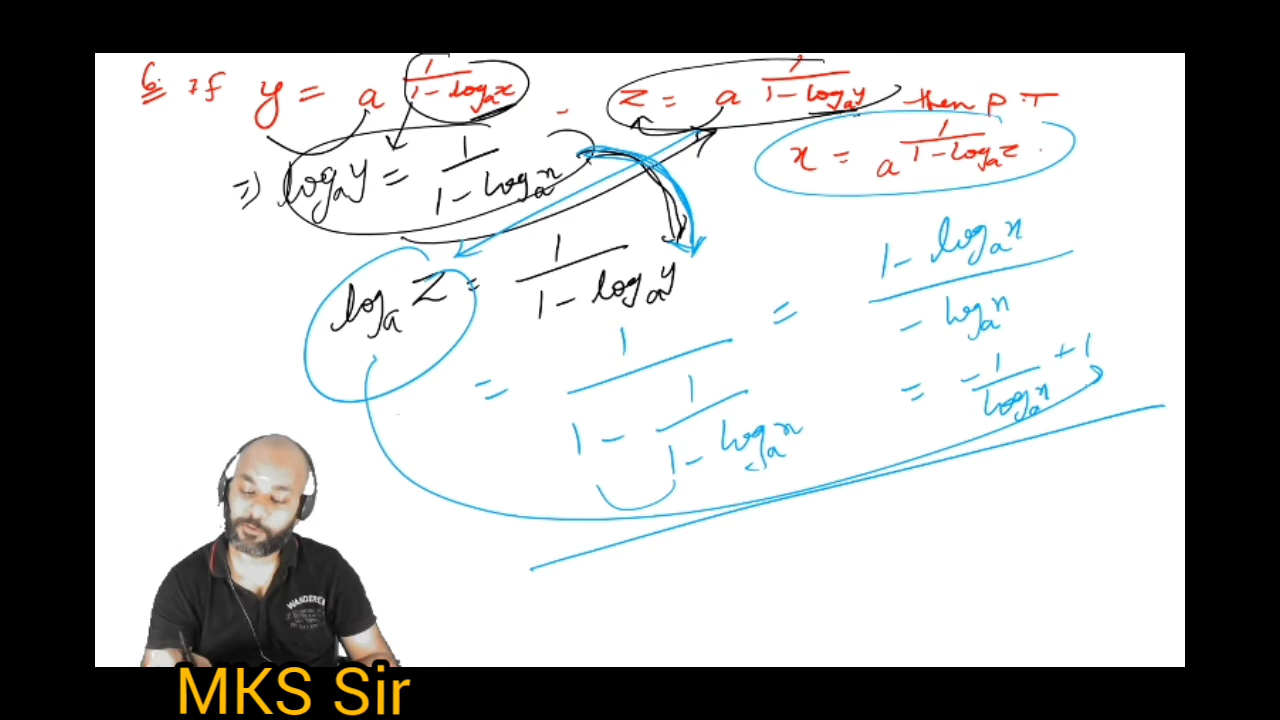 6. If y = a^(1/(1 - log_a x)) , z = a^(1/(1 - log_a y)) then P.T
x = a^(1/(1 - log_a z)) .
⇒ log_a y = 1/(1 - log_a x)
log_a z = 1/(1 - log_a y)
= 1/(1 - 1/(1 - log_a x))
= (1 - log_a x)/(- log_a x)
= -1/(log_a x) + 1
WANDERER
MKS Sir